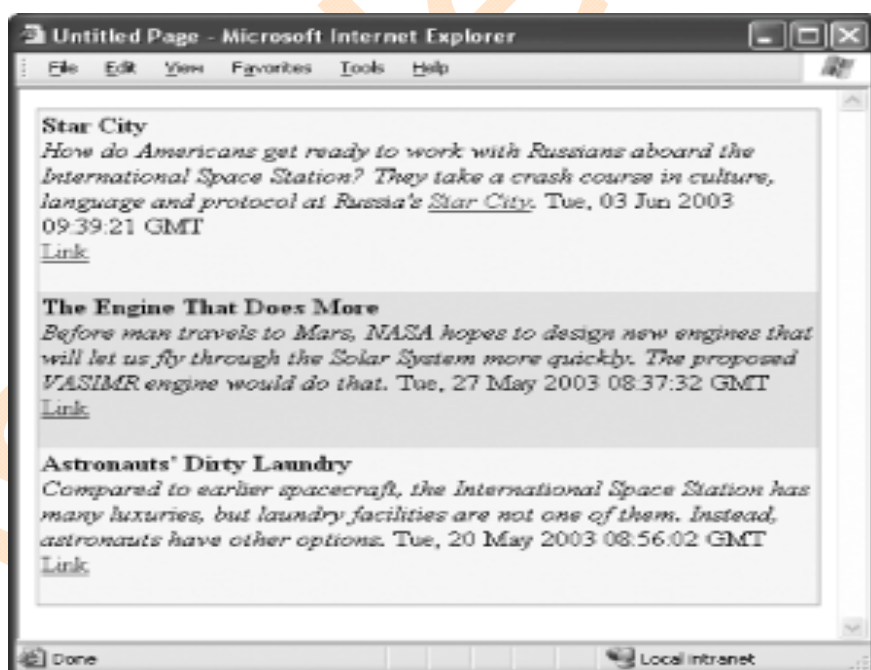 Untitled Page - Microsoft Internet Explorer
File Edit View Favorites Tools Help
Star City
How do Americans get ready to work with Russians aboard the
International Space Station? They take a crash course in culture,
language and protocol at Russia's Star City. Tue, 03 Jun 2003
09:39:21 GMT
Link
The Engine That Does More
Before man travels to Mars, NASA hopes to design new engines that
will let us fly through the Solar System more quickly. The proposed
VASIMR engine would do that. Tue, 27 May 2003 08:37:32 GMT
Link
Astronauts' Dirty Laundry
Compared to earlier spacecraft, the International Space Station has
many luxuries, but laundry facilities are not one of them. Instead,
astronauts have other options. Tue, 20 May 2003 08:56:02 GMT
Link
Done Local intranet